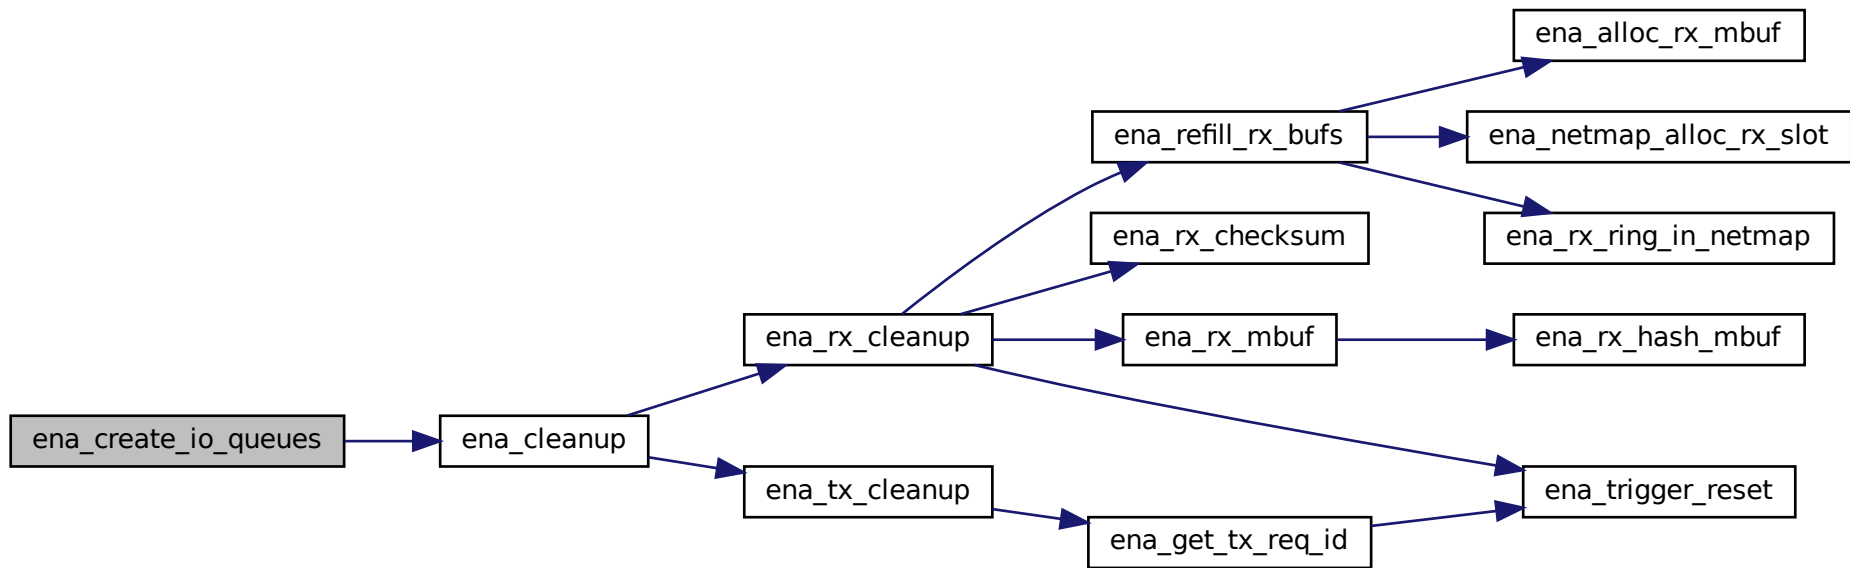 ena_alloc_rx_mbuf
ena_refill_rx_bufs
ena_netmap_alloc_rx_slot
ena_rx_checksum
ena_rx_ring_in_netmap
ena_rx_cleanup
ena_rx_mbuf
ena_rx_hash_mbuf
ena_create_io_queues
ena_cleanup
ena_tx_cleanup
ena_trigger_reset
ena_get_tx_req_id